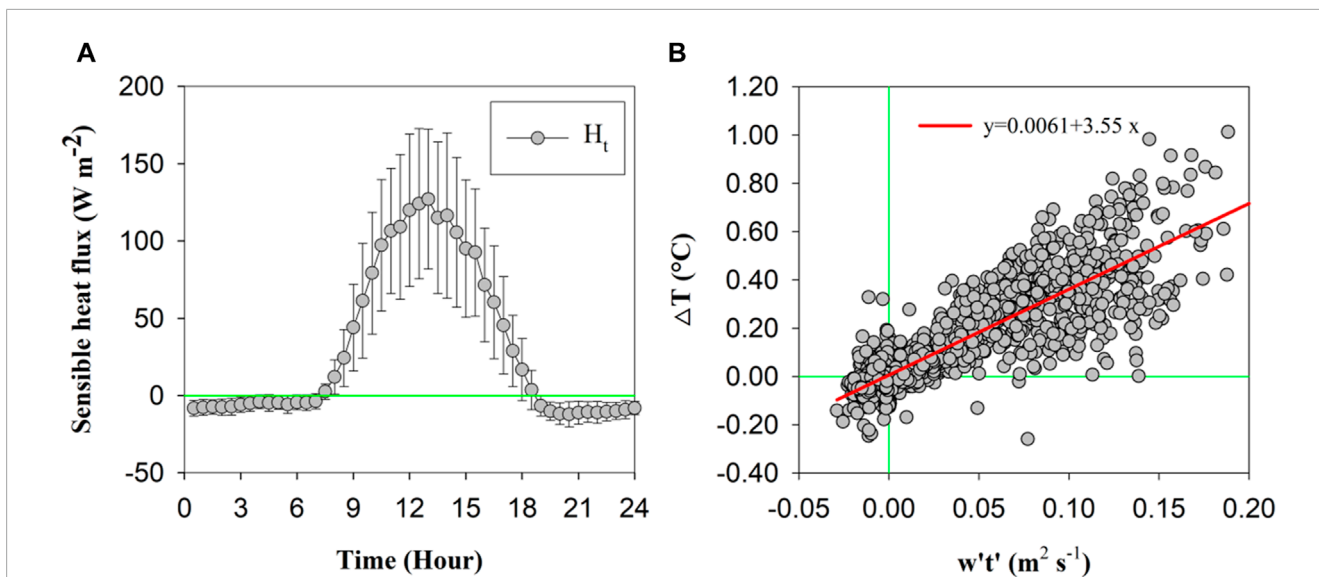 A
B
Sensible heat flux (W m⁻²)
200
150
100
50
0
-50
Hₜ
0 3 6 9 12 15 18 21 24
Time (Hour)
△T (℃)
1.20
1.00
0.80
0.60
0.40
0.20
0.00
-0.20
-0.40
y=0.0061+3.55 x
-0.05 0.00 0.05 0.10 0.15 0.20
w't' (m² s⁻¹)